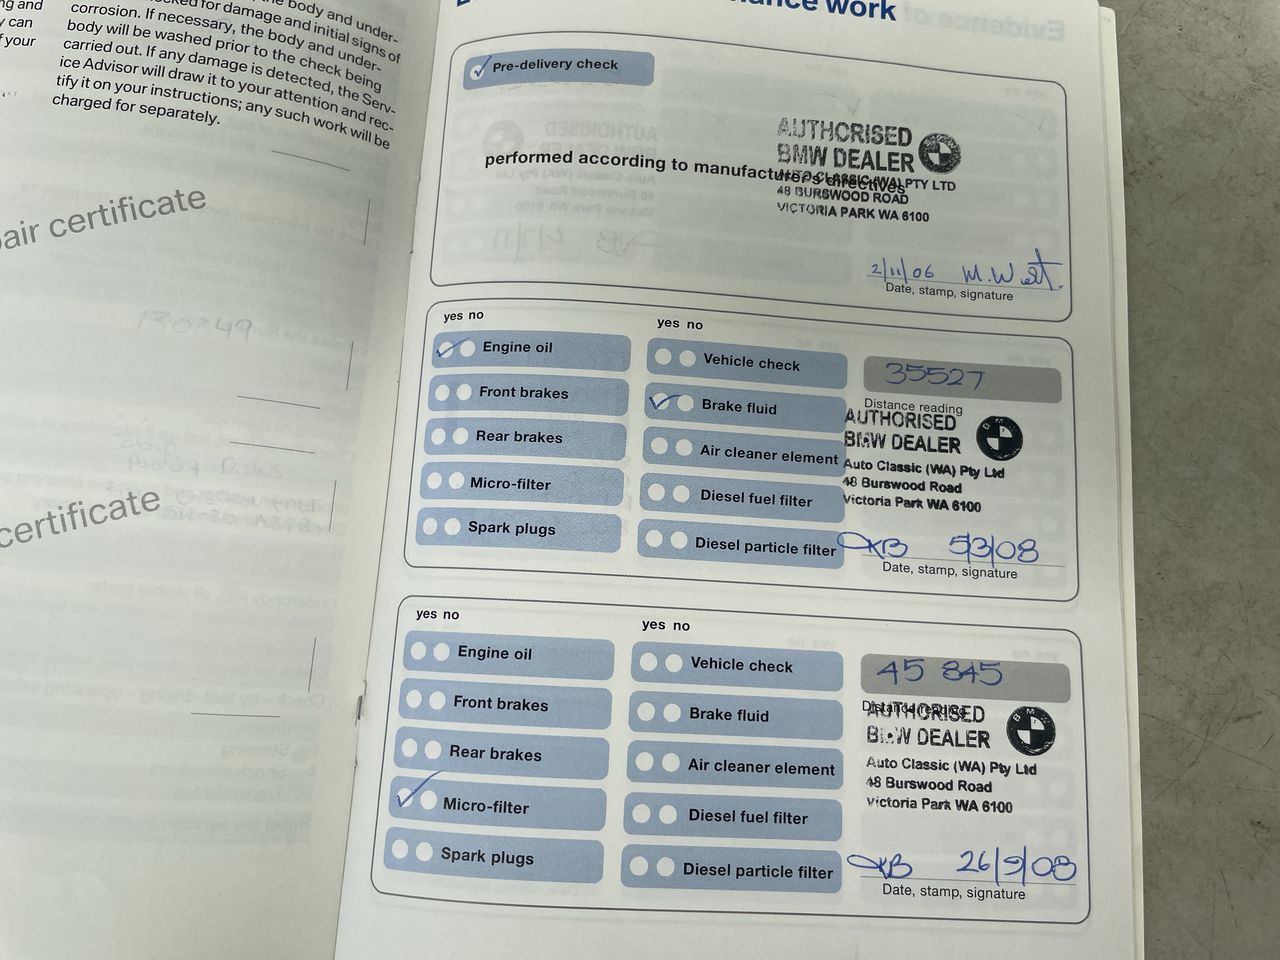 the body and under-
for damage and initial signs of
corrosion. If necessary, the body and under-
body will be washed prior to the check being
carried out. If any damage is detected, the Serv-
ice Advisor will draw it to your attention and rec-
tify it on your instructions; any such work will be
charged for separately.
certificate
certificate
work
Pre-delivery check
performed according to manufacturer's directives
AUTHORISED
BMW DEALER
AUTO CLASSIC (WA) PTY LTD
48 BURSWOOD ROAD
VICTORIA PARK WA 6100
2/11/06 M.West.
Date, stamp, signature
yes no
Engine oil
Front brakes
Rear brakes
Micro-filter
Spark plugs
yes no
Vehicle check
Brake fluid
Air cleaner element
Diesel fuel filter
Diesel particle filter
35527
Distance reading
AUTHORISED
BMW DEALER
Auto Classic (WA) Pty Ltd
48 Burswood Road
Victoria Park WA 6100
5/3/08
Date, stamp, signature
yes no
Engine oil
Front brakes
Rear brakes
Micro-filter
Spark plugs
yes no
Vehicle check
Brake fluid
Air cleaner element
Diesel fuel filter
Diesel particle filter
45 845
Distance reading
AUTHORISED
BMW DEALER
Auto Classic (WA) Pty Ltd
48 Burswood Road
Victoria Park WA 6100
26/9/08
Date, stamp, signature